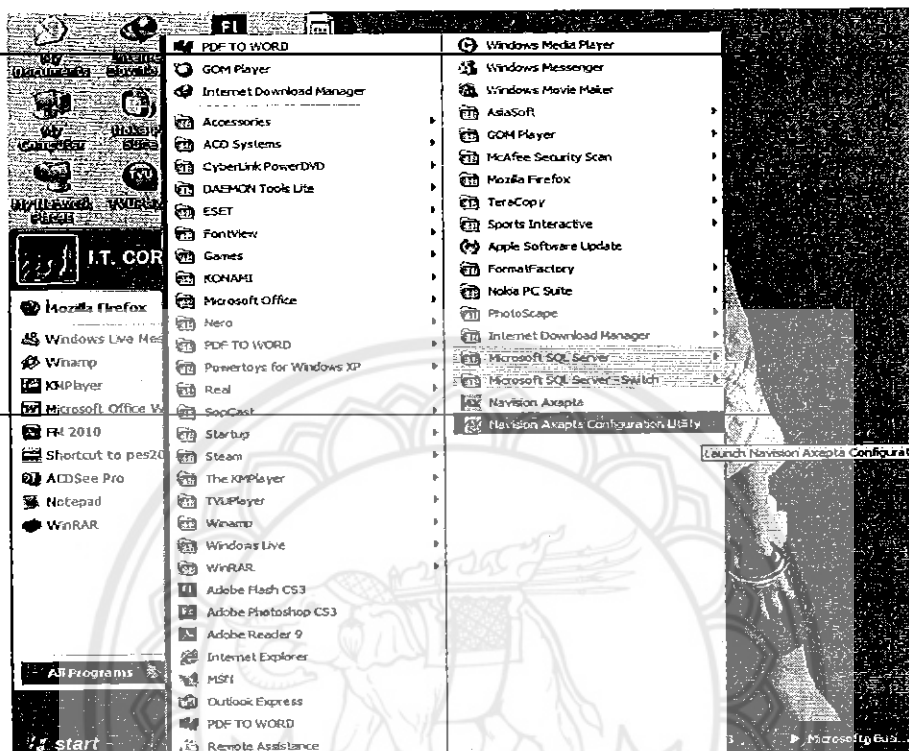 My
PDF TO WORD
GOM Player
Internet Download Manager
Accessories
ACD Systems
CyberLink PowerDVD
DAEMON Tools Lite
ESET
FontView
Games
KONAMI
Microsoft Office
Nero
PDF TO WORD
Powertoys for Windows XP
Real
SopCast
Startup
Steam
The KMPlayer
TVUPlayer
Winamp
Windows Live
WinRAR
Adobe Flash CS3
Adobe Photoshop CS3
Adobe Reader 9
Internet Explorer
MSN
Outlook Express
PDF TO WORD
Remote Assistance
Windows Media Player
Windows Messenger
Windows Movie Maker
AsiaSoft
GOM Player
McAfee Security Scan
Mozilla Firefox
TeraCopy
Sports Interactive
Apple Software Update
FormatFactory
Nokia PC Suite
PhotoScape
Internet Download Manager
Microsoft SQL Server
Microsoft SQL Server - Switch
Navision Axapta
Navision Axapta Configuration Utility
Launch Navision Axapta Configurat
I.T. COR
Mozilla Firefox
Windows Live Mes
Winamp
KMPlayer
Microsoft Office W
FM 2010
Shortcut to pes20
ACDSee Pro
Notepad
WinRAR
All Programs
start